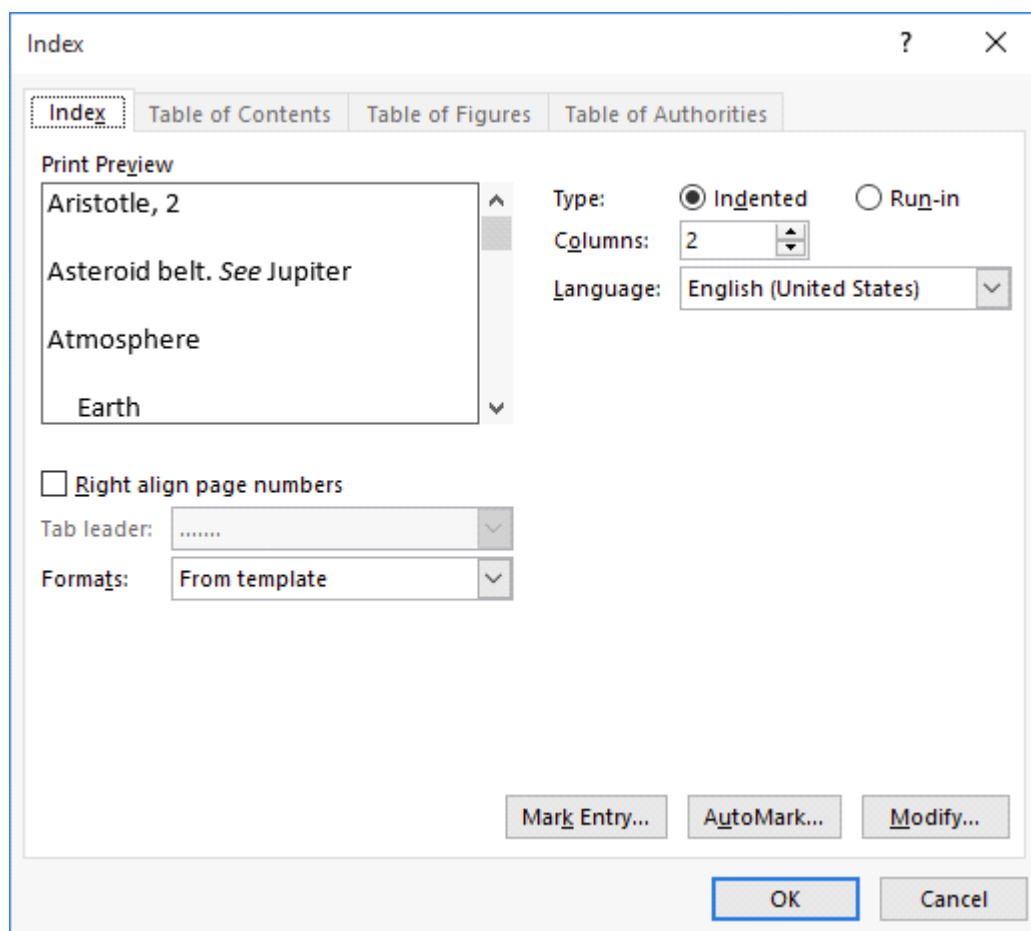 Index ?
Index Table of Contents Table of Figures Table of Authorities
Print Preview
Aristotle, 2
Asteroid belt. See Jupiter
Atmosphere
Earth
Type: Indented Run-in
Columns: 2
Language: English (United States)
Right align page numbers
Tab leader: .......
Formats: From template
Mark Entry... AutoMark... Modify...
OK Cancel